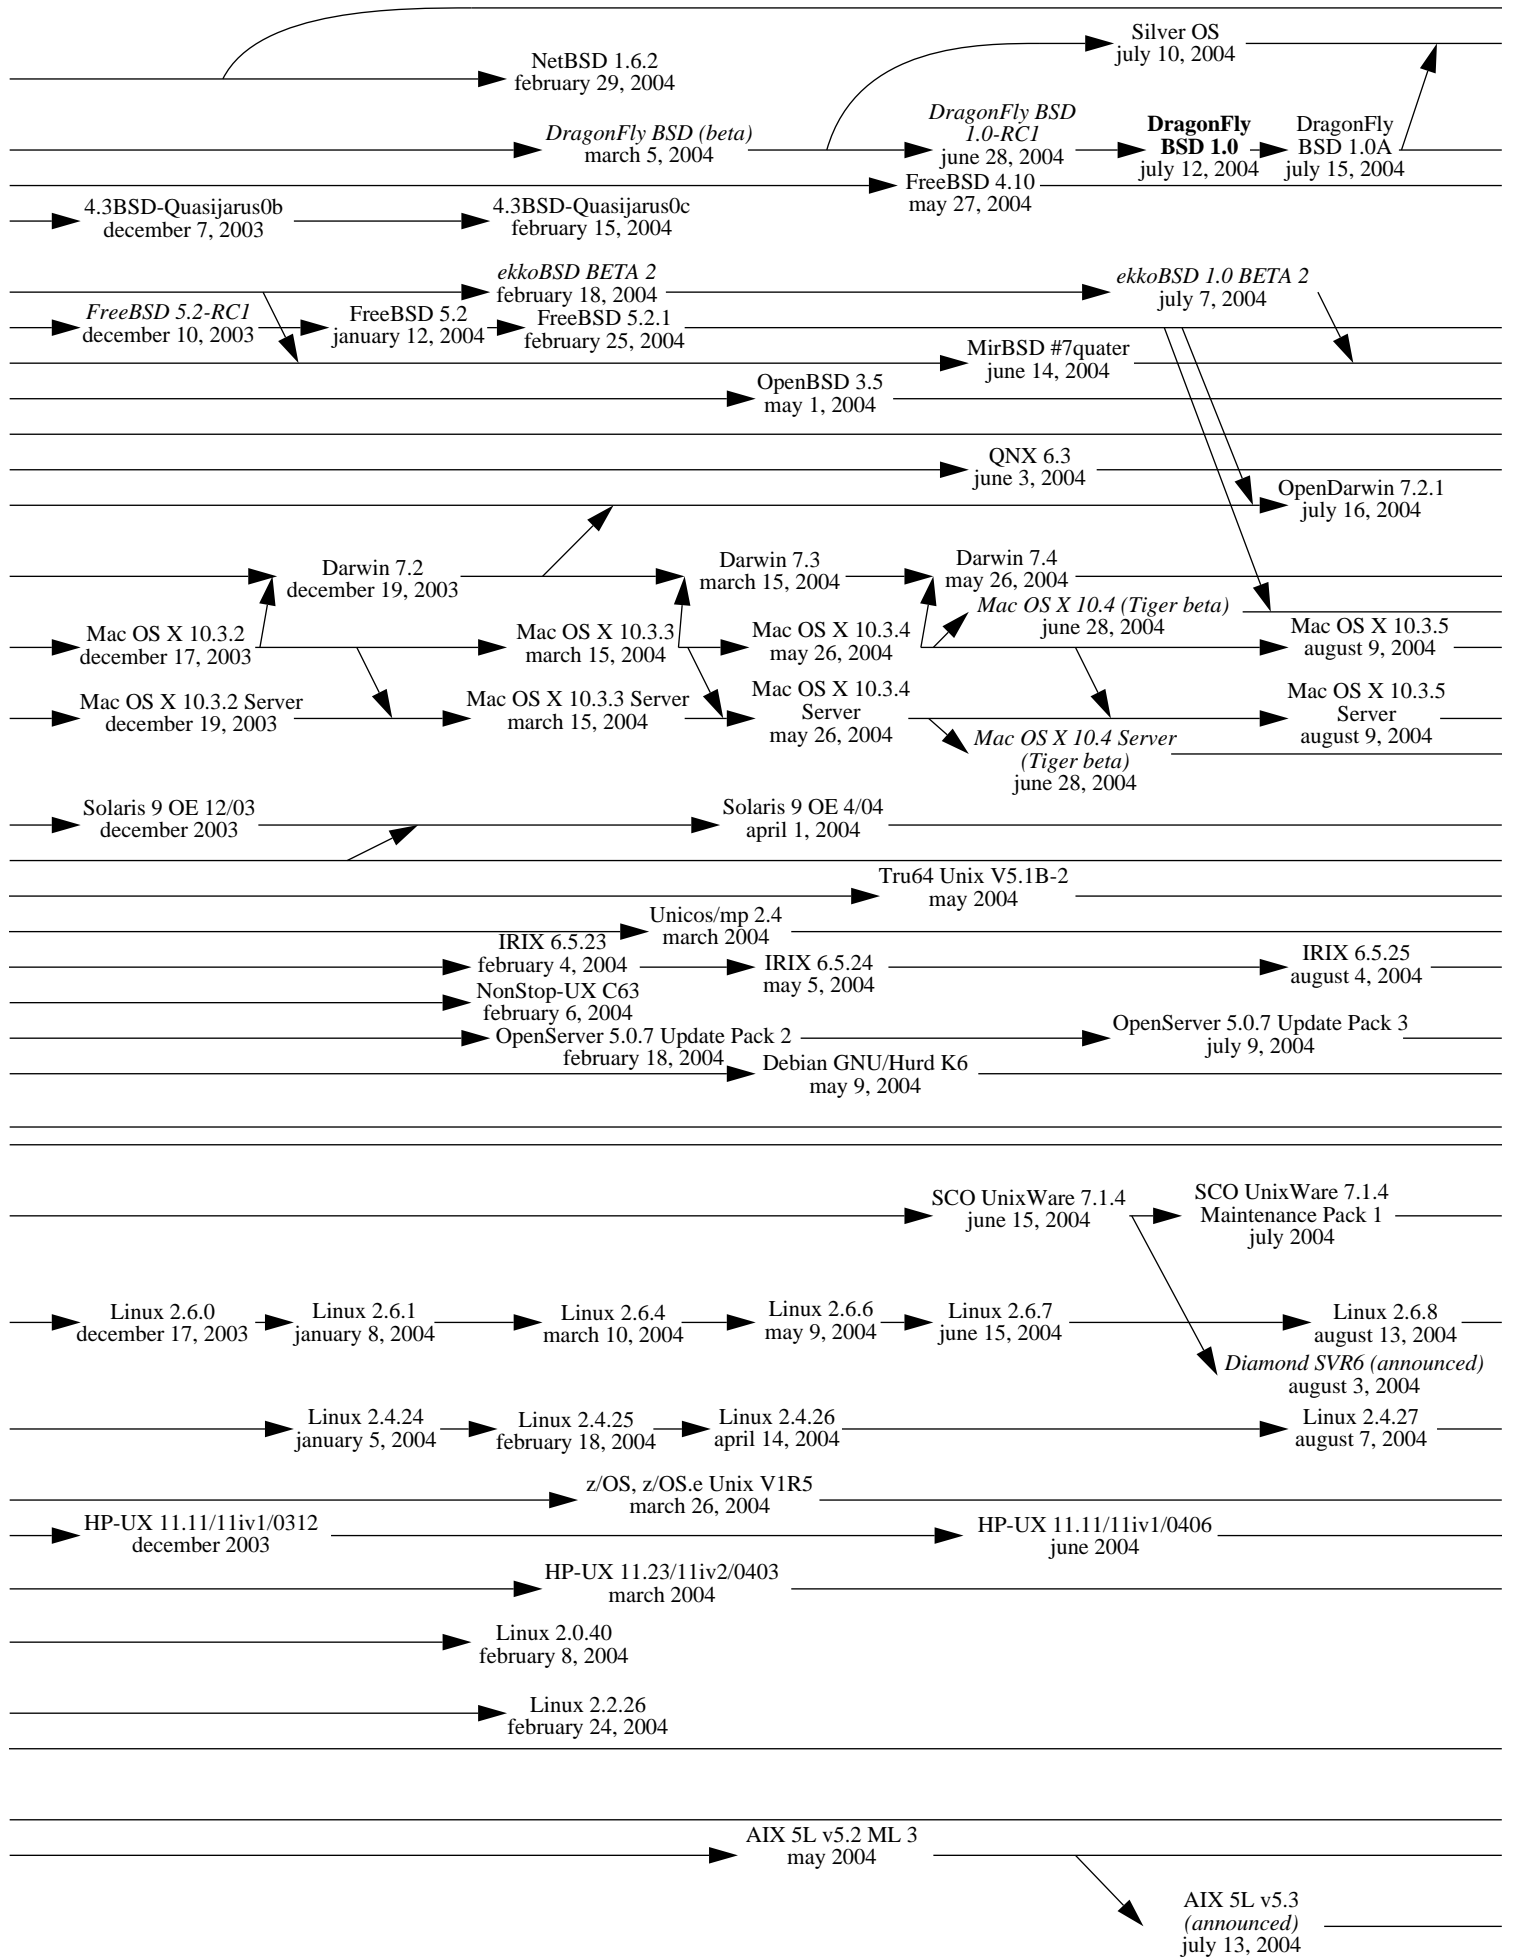 Silver OS
july 10, 2004
NetBSD 1.6.2
february 29, 2004
DragonFly BSD (beta)
march 5, 2004
DragonFly BSD
1.0-RC1
june 28, 2004
DragonFly
BSD 1.0
july 12, 2004
DragonFly
BSD 1.0A
july 15, 2004
FreeBSD 4.10
may 27, 2004
4.3BSD-Quasijarus0b
december 7, 2003
4.3BSD-Quasijarus0c
february 15, 2004
ekkoBSD BETA 2
february 18, 2004
ekkoBSD 1.0 BETA 2
july 7, 2004
FreeBSD 5.2-RC1
december 10, 2003
FreeBSD 5.2
january 12, 2004
FreeBSD 5.2.1
february 25, 2004
MirBSD #7quater
june 14, 2004
OpenBSD 3.5
may 1, 2004
QNX 6.3
june 3, 2004
OpenDarwin 7.2.1
july 16, 2004
Darwin 7.2
december 19, 2003
Darwin 7.3
march 15, 2004
Darwin 7.4
may 26, 2004
Mac OS X 10.4 (Tiger beta)
june 28, 2004
Mac OS X 10.3.2
december 17, 2003
Mac OS X 10.3.3
march 15, 2004
Mac OS X 10.3.4
may 26, 2004
Mac OS X 10.3.5
august 9, 2004
Mac OS X 10.3.2 Server
december 19, 2003
Mac OS X 10.3.3 Server
march 15, 2004
Mac OS X 10.3.4
Server
may 26, 2004
Mac OS X 10.3.5
Server
august 9, 2004
Mac OS X 10.4 Server
(Tiger beta)
june 28, 2004
Solaris 9 OE 12/03
december 2003
Solaris 9 OE 4/04
april 1, 2004
Tru64 Unix V5.1B-2
may 2004
Unicos/mp 2.4
march 2004
IRIX 6.5.23
february 4, 2004
IRIX 6.5.24
may 5, 2004
IRIX 6.5.25
august 4, 2004
NonStop-UX C63
february 6, 2004
OpenServer 5.0.7 Update Pack 2
february 18, 2004
OpenServer 5.0.7 Update Pack 3
july 9, 2004
Debian GNU/Hurd K6
may 9, 2004
SCO UnixWare 7.1.4
june 15, 2004
SCO UnixWare 7.1.4
Maintenance Pack 1
july 2004
Linux 2.6.0
december 17, 2003
Linux 2.6.1
january 8, 2004
Linux 2.6.4
march 10, 2004
Linux 2.6.6
may 9, 2004
Linux 2.6.7
june 15, 2004
Linux 2.6.8
august 13, 2004
Diamond SVR6 (announced)
august 3, 2004
Linux 2.4.24
january 5, 2004
Linux 2.4.25
february 18, 2004
Linux 2.4.26
april 14, 2004
Linux 2.4.27
august 7, 2004
z/OS, z/OS.e Unix V1R5
march 26, 2004
HP-UX 11.11/11iv1/0312
december 2003
HP-UX 11.11/11iv1/0406
june 2004
HP-UX 11.23/11iv2/0403
march 2004
Linux 2.0.40
february 8, 2004
Linux 2.2.26
february 24, 2004
AIX 5L v5.2 ML 3
may 2004
AIX 5L v5.3
(announced)
july 13, 2004